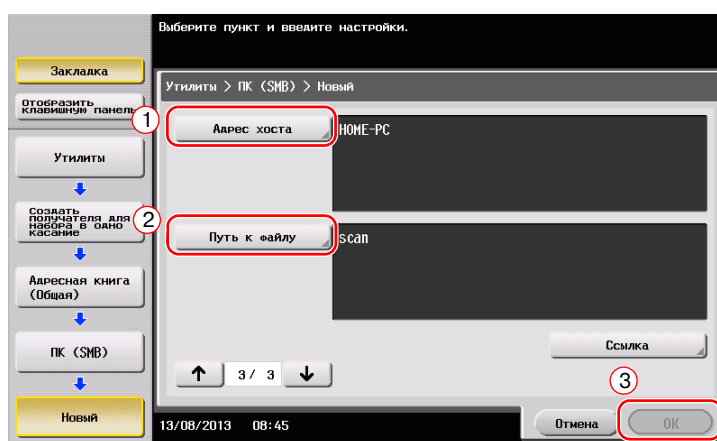 Выберите пункт и введите настройки.
Закладка
Отобразить
клавишную панель
Утилиты > ПК (SMB) > Новый
1
Адрес хоста
HOME-PC
Утилиты
Создать
получателя для
набора в одно
касание
2
Путь к файлу
scan
Адресная книга
(Общая)
ПК (SMB)
Ссылка
3/ 3
3
Новый
13/08/2013 08:45
Отмена
OK